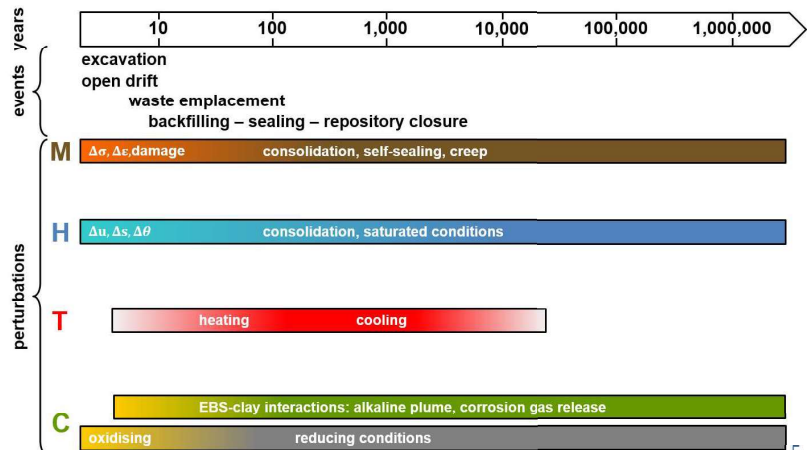 years 10 100 1,000 10,000 100,000 1,000,000
events
excavation
open drift
waste emplacement
backfilling – sealing – repository closure
perturbations
M Δσ, Δε,damage consolidation, self-sealing, creep
H Δu, Δs, Δθ consolidation, saturated conditions
T heating cooling
C
EBS-clay interactions: alkaline plume, corrosion gas release
oxidising reducing conditions